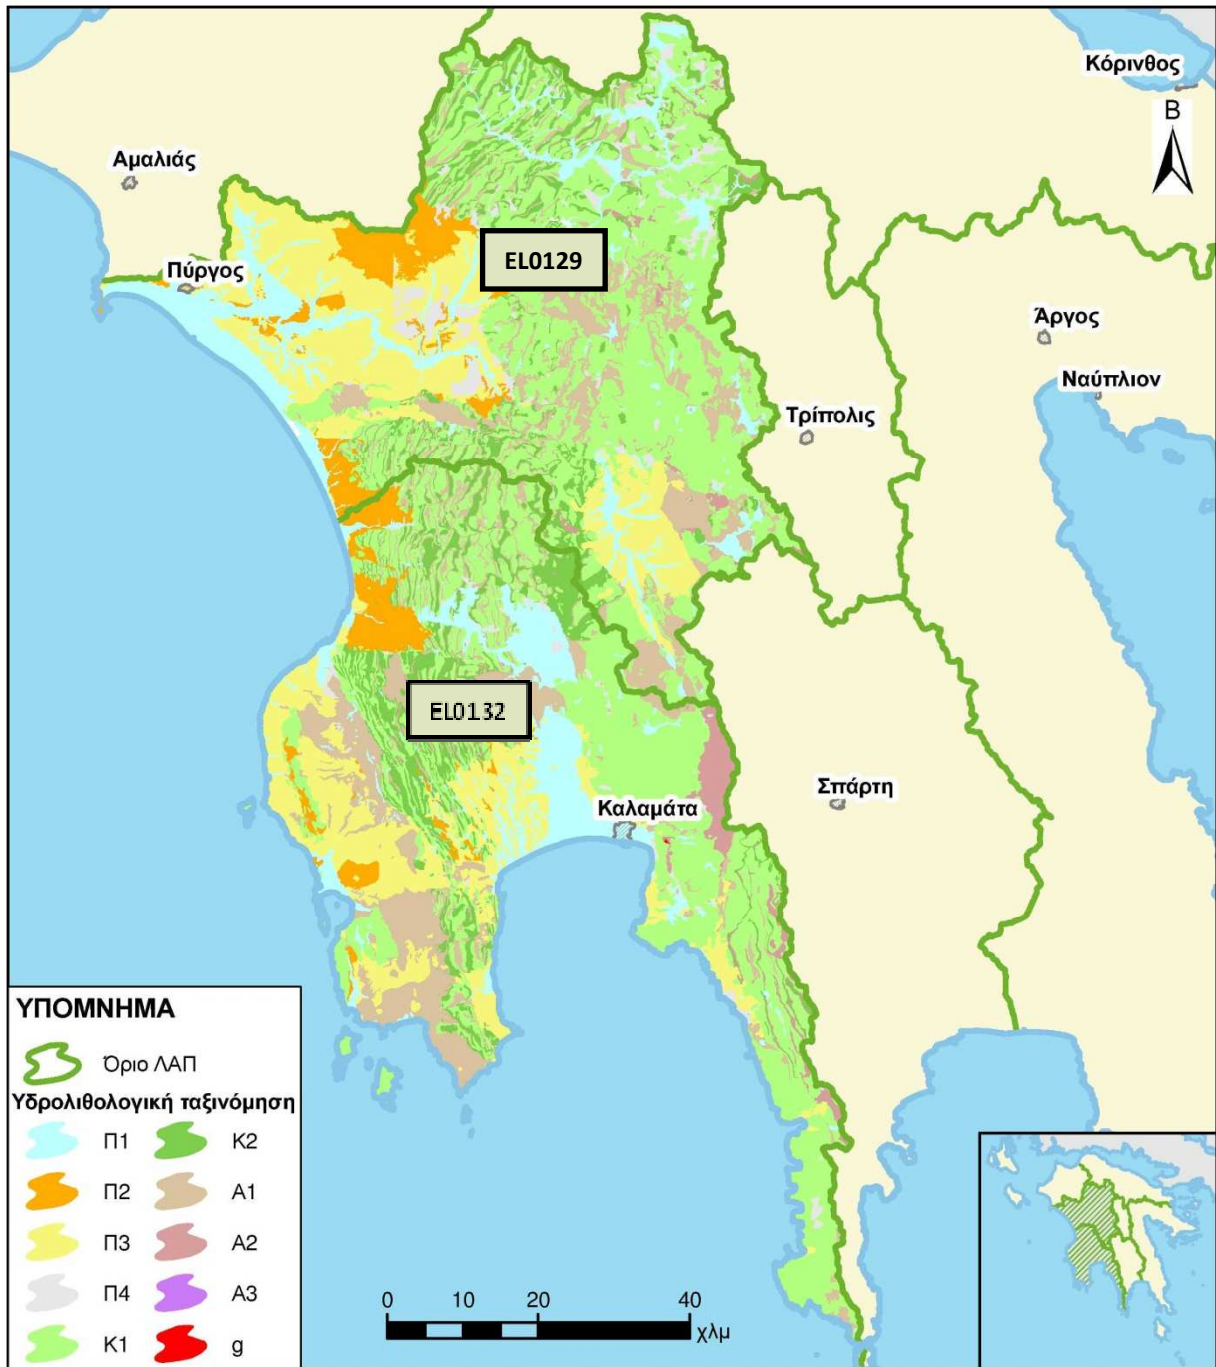 Κόρινθος
Β
Αμαλιάς
EL0129
Πύργος
Άργος
Ναύπλιον
Τρίπολις
EL0132
Σπάρτη
Καλαμάτα
ΥΠΟΜΝΗΜΑ
Όριο ΛΑΠ
Υδρολιθολογική ταξινόμηση
Π1 Κ2
Π2 Α1
Π3 Α2
Π4 Α3
Κ1 g
0 10 20 40
χλμ